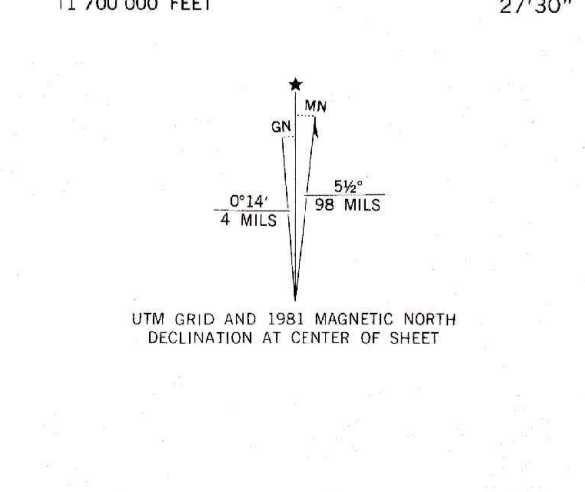 11 700 000 FEET
27'30"
MN
GN
5½°
98 MILS
0°14'
4 MILS
UTM GRID AND 1981 MAGNETIC NORTH
DECLINATION AT CENTER OF SHEET